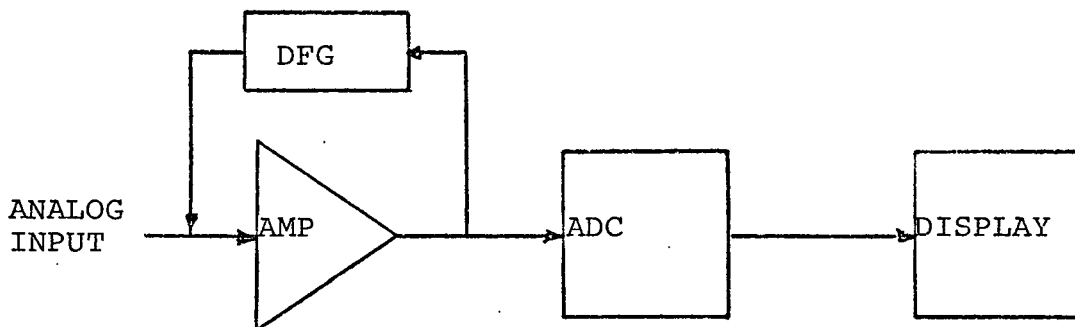 DFG
ANALOG
INPUT
AMP
ADC
DISPLAY